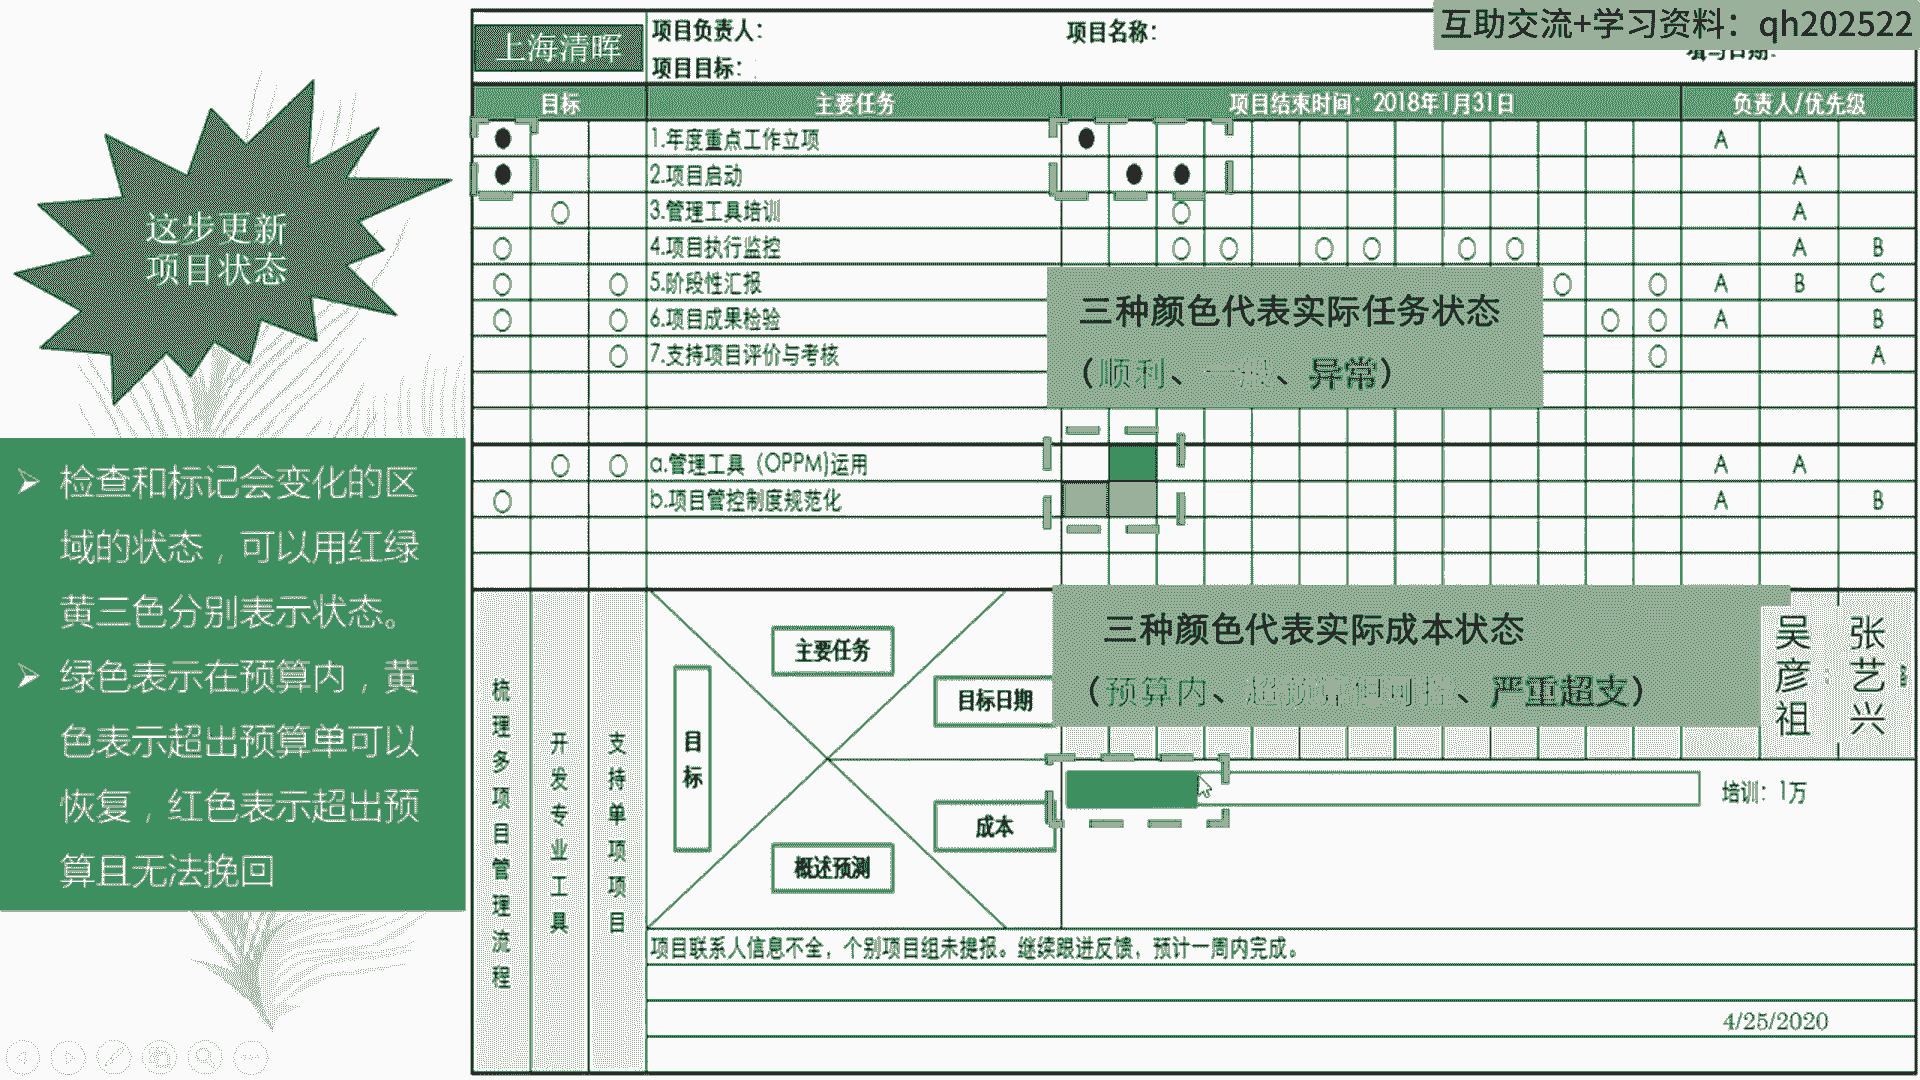 互助交流+学习资料：qh202522
上海清晖
项目负责人：
项目名称：
项目目标：
目标
主要任务
项目结束时间：2018年1月31日
负责人/优先级
1.年度重点工作立项
A
2.项目启动
A
3.管理工具培训
A
4.项目执行监控
A
B
5.阶段性汇报
A
B
C
6.项目成果检验
A
B
7.支持项目评价与考核
A
三种颜色代表实际任务状态
（顺利、一般、异常）
a.管理工具（OPPM)运用
A
A
b.项目管控制度规范化
A
B
这步更新
项目状态
➢ 检查和标记会变化的区
域的状态，可以用红绿
黄三色分别表示状态。
➢ 绿色表示在预算内，黄
色表示超出预算单可以
恢复，红色表示超出预
算且无法挽回
梳理多项目管理流程
开发专业工具
支持单项项目
主要任务
目标日期
目标
成本
概述预测
三种颜色代表实际成本状态
（预算内、超预算但可控、严重超支）
吴彦祖
张艺兴
培训：1万
项目联系人信息不全，个别项目组未提报。继续跟进反馈，预计一周内完成。
4/25/2020